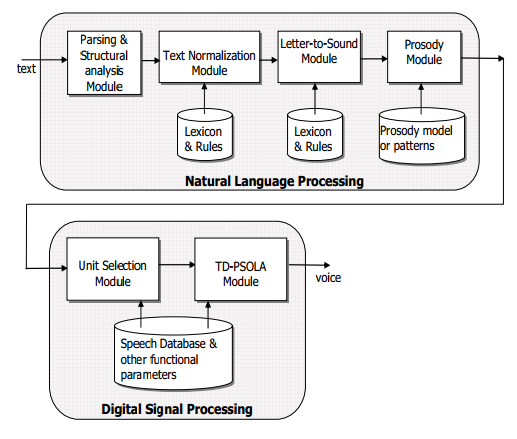 text
Parsing &
Structural
analysis
Module
Text Normalization
Module
Letter-to-Sound
Module
Prosody
Module
Lexicon
& Rules
Lexicon
& Rules
Prosody model
or patterns
Natural Language Processing
Unit Selection
Module
TD-PSOLA
Module
voice
Speech Database &
other functional
parameters
Digital Signal Processing